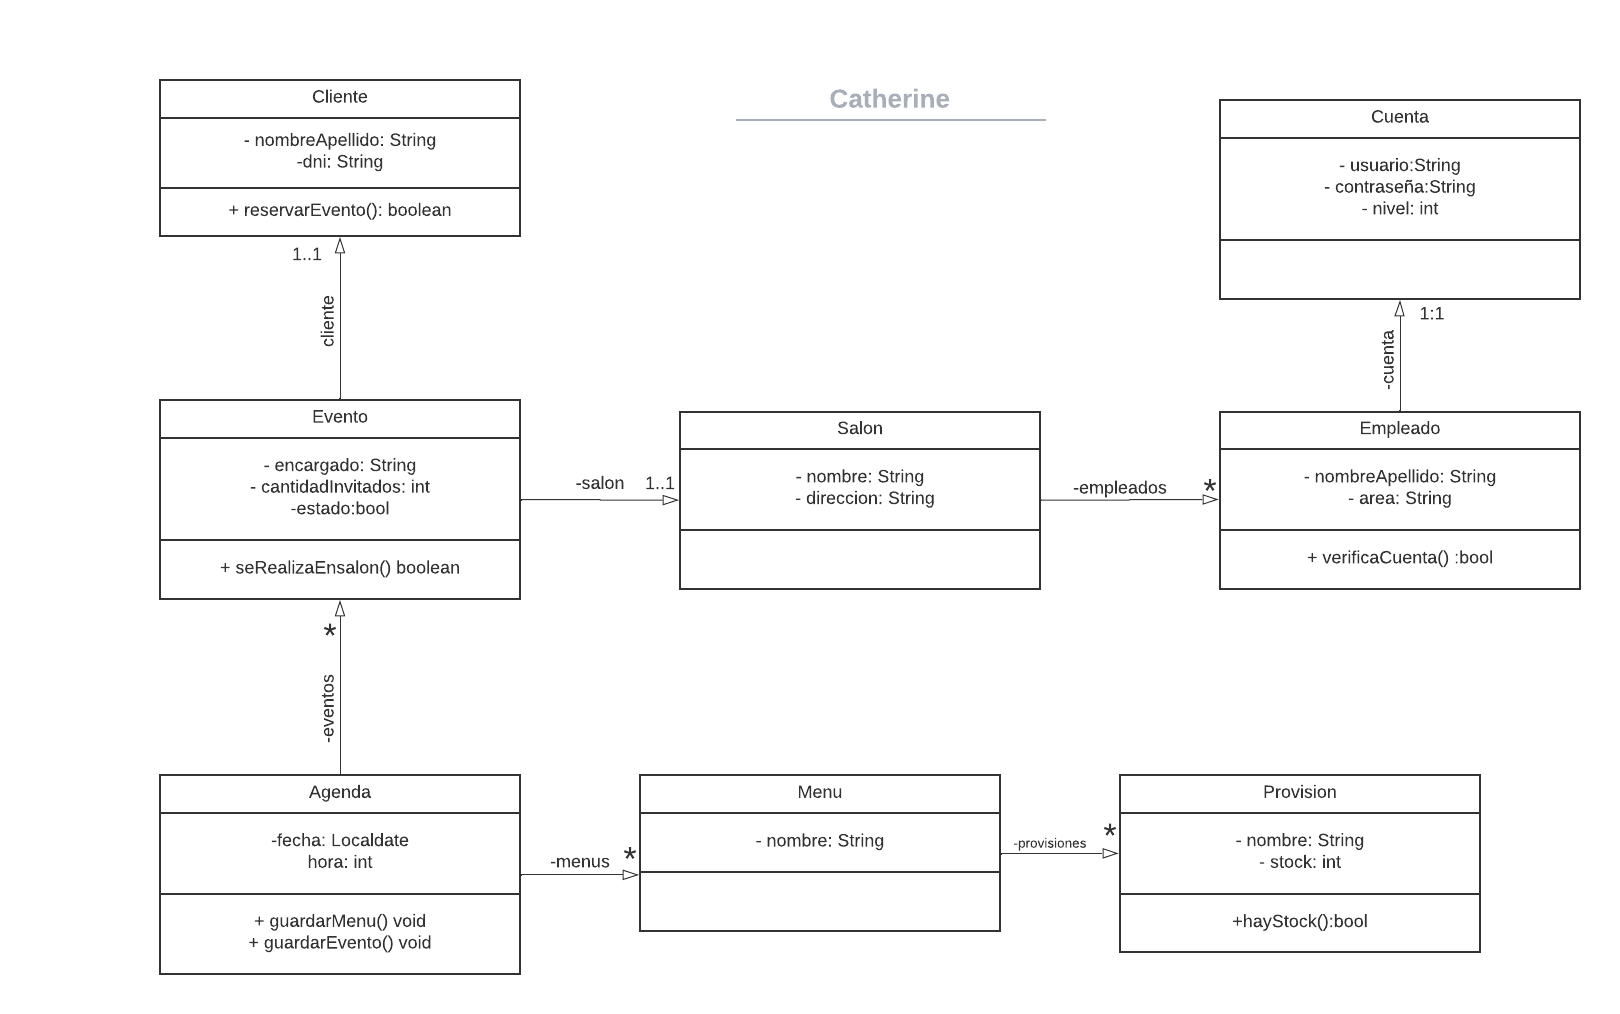 Catherine
Cliente
- nombreApellido: String
-dni: String
+ reservarEvento(): boolean
1..1
cliente
Cuenta
- usuario:String
- contraseña:String
- nivel: int
1:1
-cuenta
Evento
- encargado: String
- cantidadInvitados: int
-estado:bool
+ seRealizaEnsalon() boolean
-salon
1..1
Salon
- nombre: String
- direccion: String
-empleados
*
Empleado
- nombreApellido: String
- area: String
+ verificaCuenta() :bool
*
-eventos
Agenda
-fecha: Localdate
hora: int
+ guardarMenu() void
+ guardarEvento() void
-menus
*
Menu
- nombre: String
-provisiones
*
Provision
- nombre: String
- stock: int
+hayStock():bool